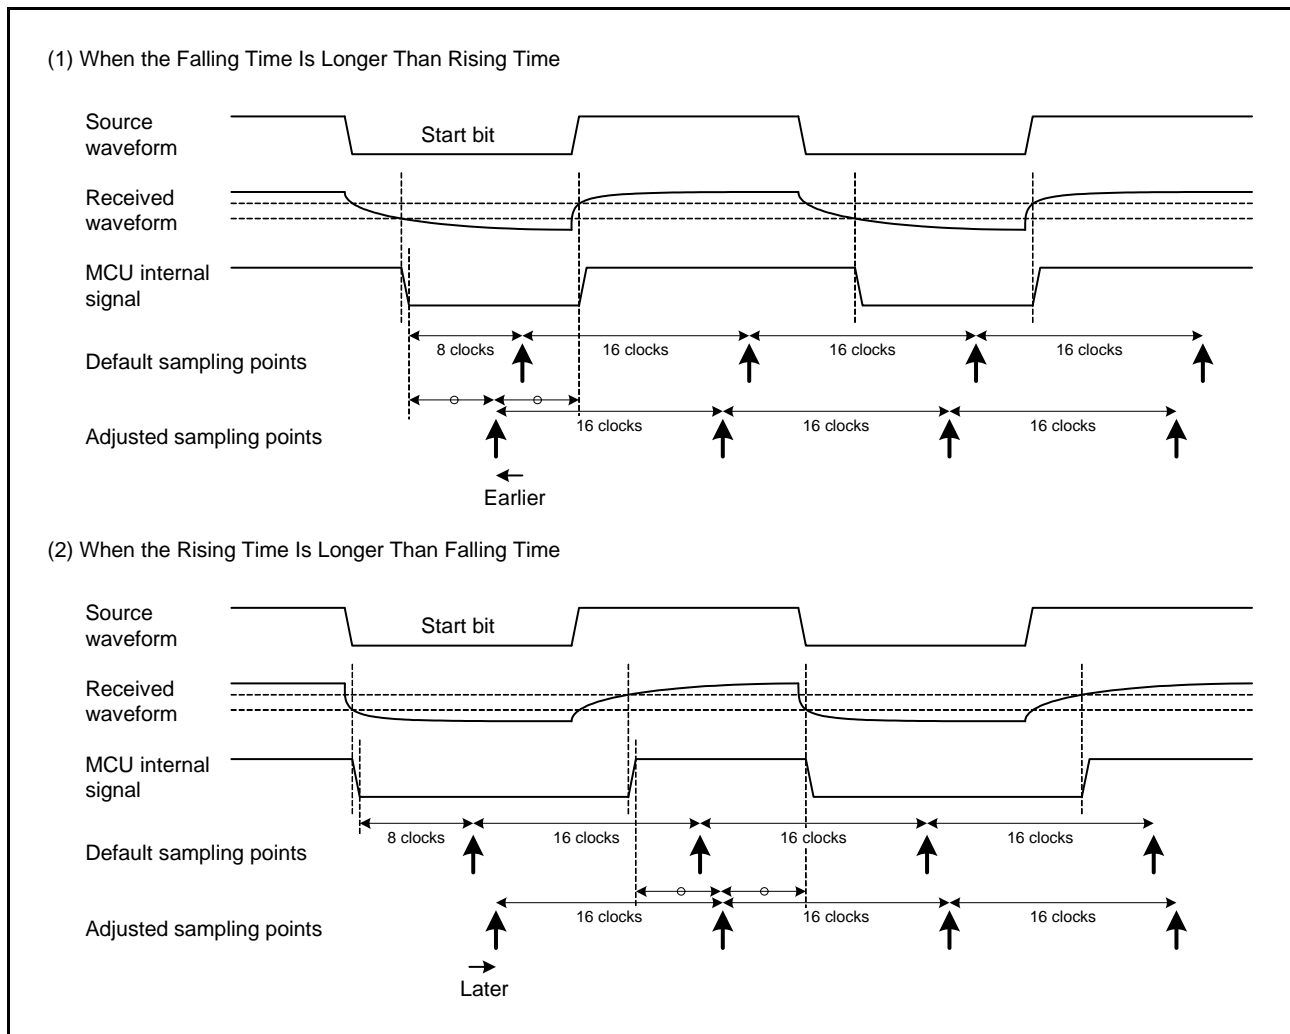 (1) When the Falling Time Is Longer Than Rising Time
Source
waveform
Start bit
Received
waveform
MCU internal
signal
8 clocks
16 clocks
16 clocks
16 clocks
Default sampling points
16 clocks
16 clocks
16 clocks
Adjusted sampling points
Earlier
(2) When the Rising Time Is Longer Than Falling Time
Source
waveform
Start bit
Received
waveform
MCU internal
signal
8 clocks
16 clocks
16 clocks
16 clocks
Default sampling points
16 clocks
16 clocks
16 clocks
Adjusted sampling points
Later